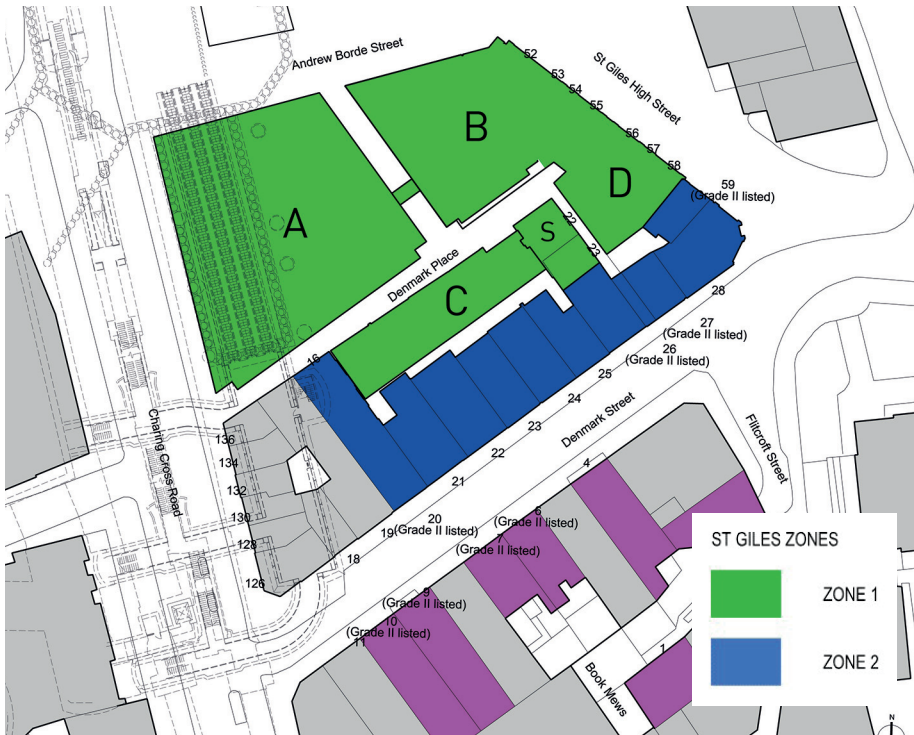 Andrew Borde Street
52
St Giles High Street
53
54
55
56
57
58
59
(Grade II listed)
A
B
D
S
C
22
23
Denmark Place
16
28
27
(Grade II listed)
26
(Grade II listed)
25
24
23
22
21
20
(Grade II listed)
19
18
Denmark Street
Flitcroft Street
Charing Cross Road
136
134
132
130
128
126
4
6
(Grade II listed)
7
(Grade II listed)
9
(Grade II listed)
10
(Grade II listed)
11
1
Book Mews
ST GILES ZONES
ZONE 1
ZONE 2
N